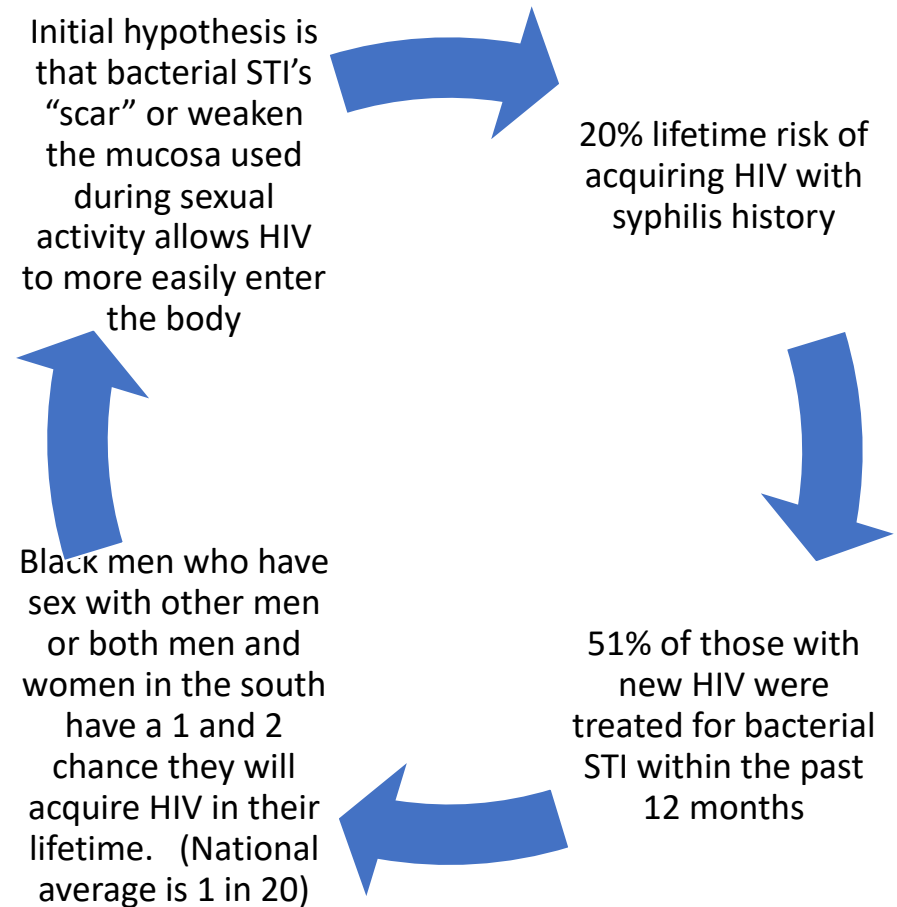 Initial hypothesis is
that bacterial STI’s
“scar” or weaken
the mucosa used
during sexual
activity allows HIV
to more easily enter
the body
20% lifetime risk of
acquiring HIV with
syphilis history
51% of those with
new HIV were
treated for bacterial
STI within the past
12 months
Black men who have
sex with other men
or both men and
women in the south
have a 1 and 2
chance they will
acquire HIV in their
lifetime.   (National
average is 1 in 20)